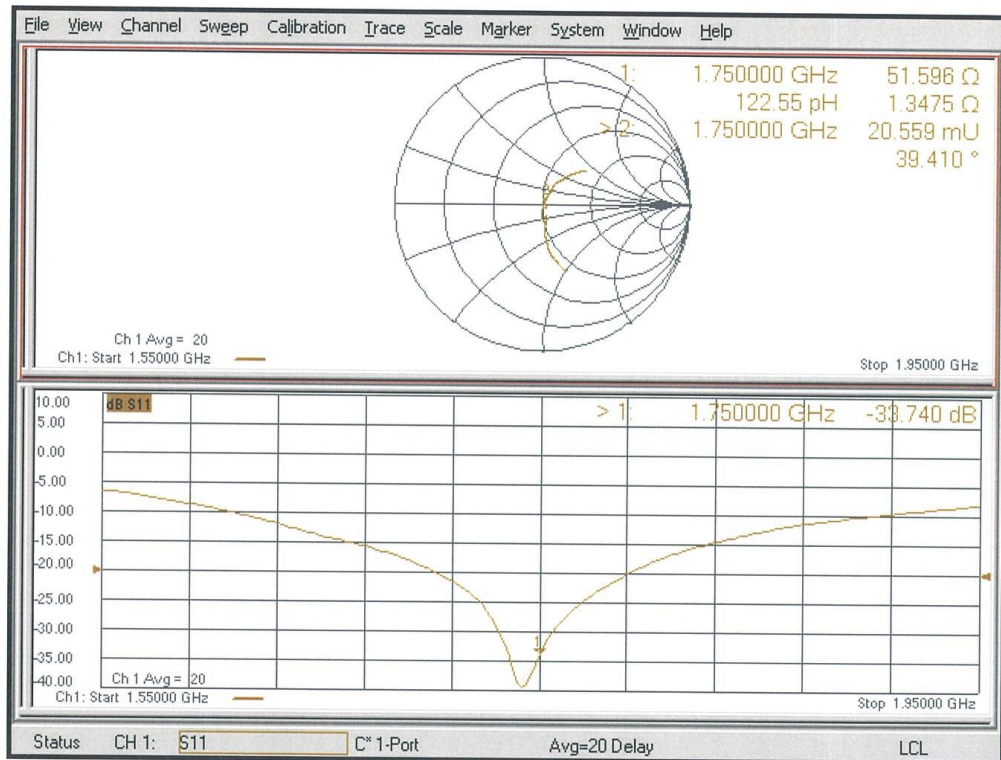 File View Channel Sweep Calibration Trace Scale Marker System Window Help
1: 1.750000 GHz 51.596 Ω
122.55 pH 1.3475 Ω
> 2: 1.750000 GHz 20.559 mU
39.410 °
Ch 1 Avg = 20
Ch1: Start 1.55000 GHz
Stop 1.95000 GHz
10.00
dB S11
> 1: 1.750000 GHz -33.740 dB
5.00
0.00
-5.00
-10.00
-15.00
-20.00
-25.00
-30.00
1
-35.00
-40.00
Ch 1 Avg = 20
Ch1: Start 1.55000 GHz
Stop 1.95000 GHz
Status CH 1: S11 C* 1-Port Avg=20 Delay LCL